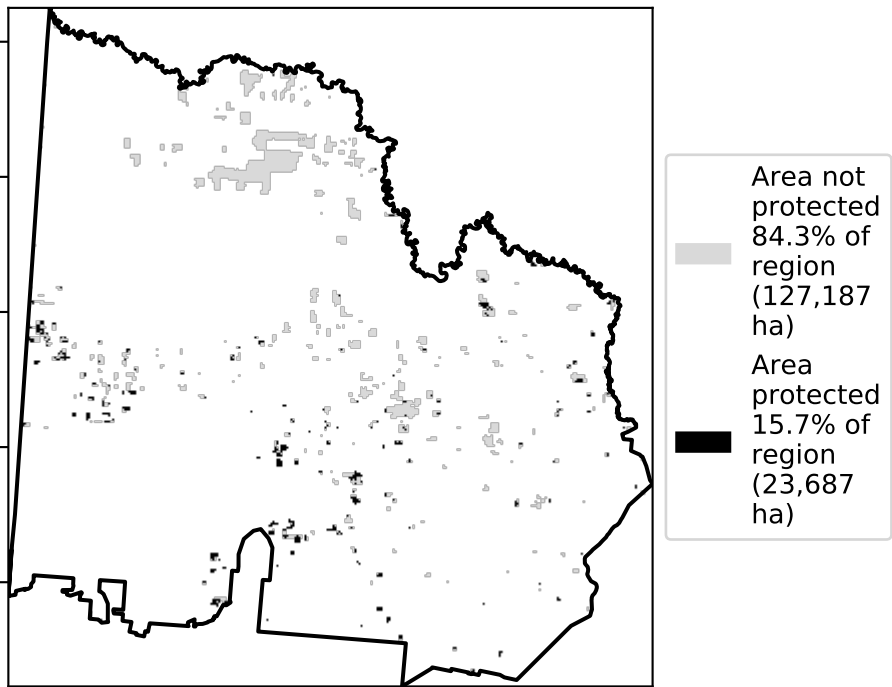 Area not
protected
84.3% of
region
(127,187
ha)
Area
protected
15.7% of
region
(23,687
ha)